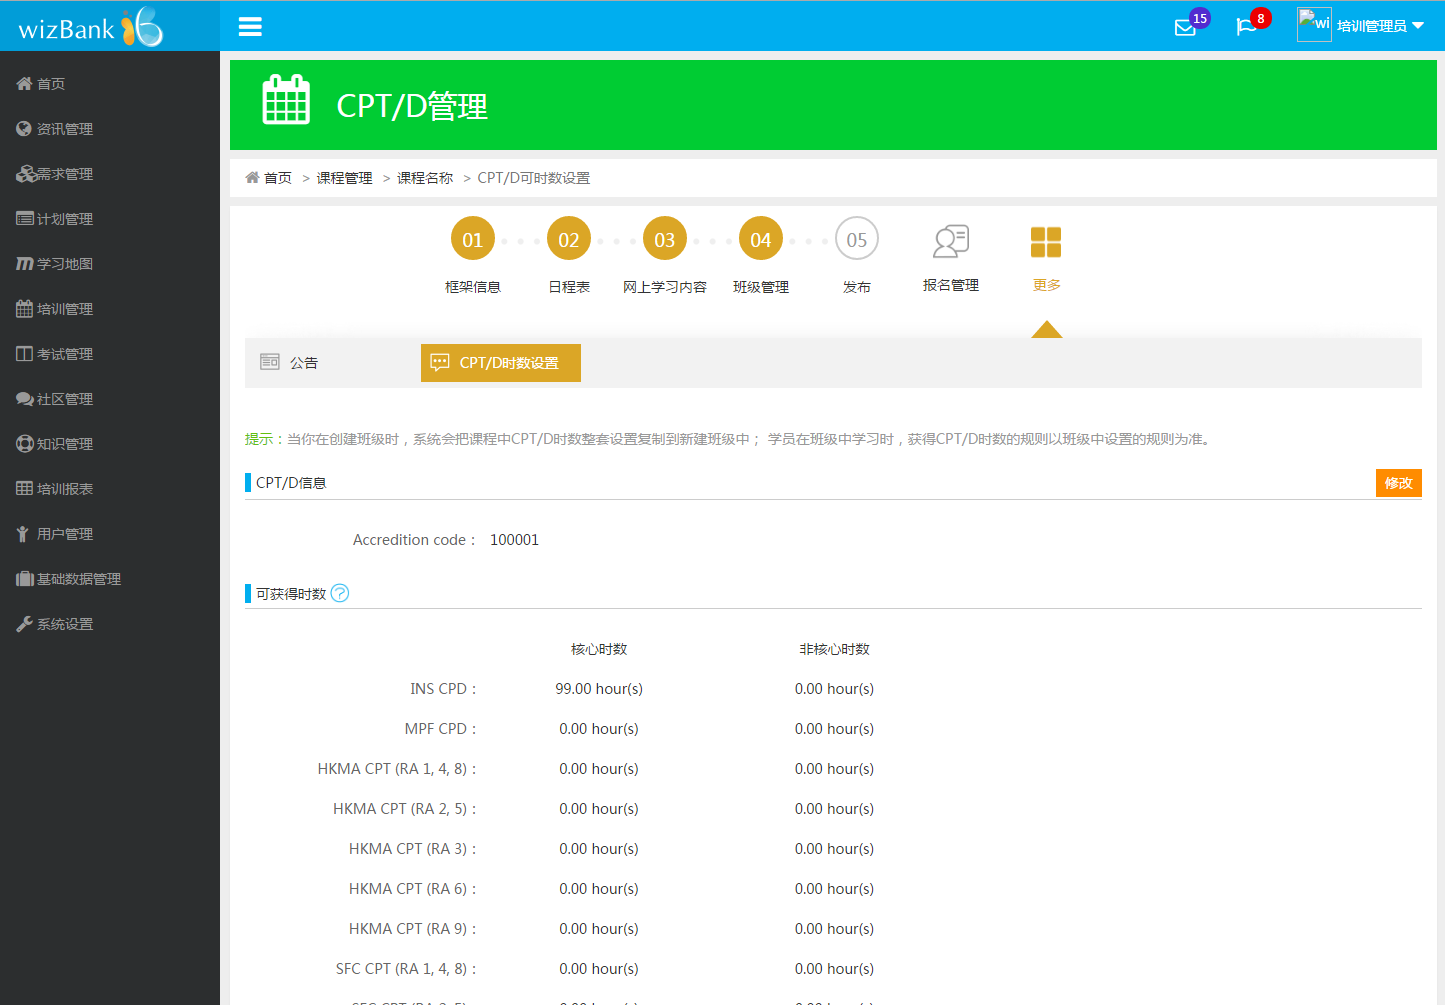 wizBank
15
8
wi
培训管理员
首页
资讯管理
需求管理
计划管理
学习地图
培训管理
考试管理
社区管理
知识管理
培训报表
用户管理
基础数据管理
系统设置
CPT/D管理
首页 > 课程管理 > 课程名称 > CPT/D可时数设置
01 02 03 04 05
框架信息 日程表 网上学习内容 班级管理 发布 报名管理 更多
公告 CPT/D时数设置
提示：当你在创建班级时，系统会把课程中CPT/D时数整套设置复制到新建班级中； 学员在班级中学习时，获得CPT/D时数的规则以班级中设置的规则为准。
CPT/D信息 修改
Accredition code： 100001
可获得时数 ?
核心时数 非核心时数
INS CPD： 99.00 hour(s) 0.00 hour(s)
MPF CPD： 0.00 hour(s) 0.00 hour(s)
HKMA CPT (RA 1, 4, 8)： 0.00 hour(s) 0.00 hour(s)
HKMA CPT (RA 2, 5)： 0.00 hour(s) 0.00 hour(s)
HKMA CPT (RA 3)： 0.00 hour(s) 0.00 hour(s)
HKMA CPT (RA 6)： 0.00 hour(s) 0.00 hour(s)
HKMA CPT (RA 9)： 0.00 hour(s) 0.00 hour(s)
SFC CPT (RA 1, 4, 8)： 0.00 hour(s) 0.00 hour(s)